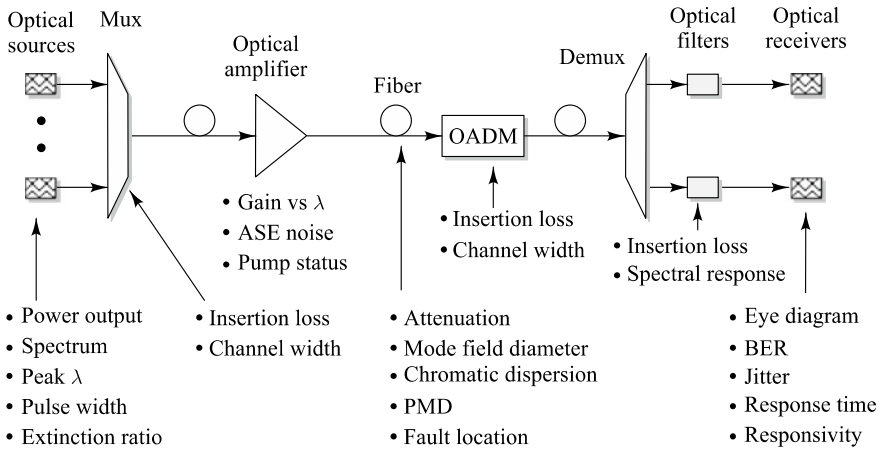 Optical
sources
Mux
Optical
amplifier
Fiber
OADM
Demux
Optical
filters
Optical
receivers
• Gain vs λ
• ASE noise
• Pump status
• Insertion loss
• Channel width
• Insertion loss
• Spectral response
• Power output
• Spectrum
• Peak λ
• Pulse width
• Extinction ratio
• Insertion loss
• Channel width
• Attenuation
• Mode field diameter
• Chromatic dispersion
• PMD
• Fault location
• Eye diagram
• BER
• Jitter
• Response time
• Responsivity